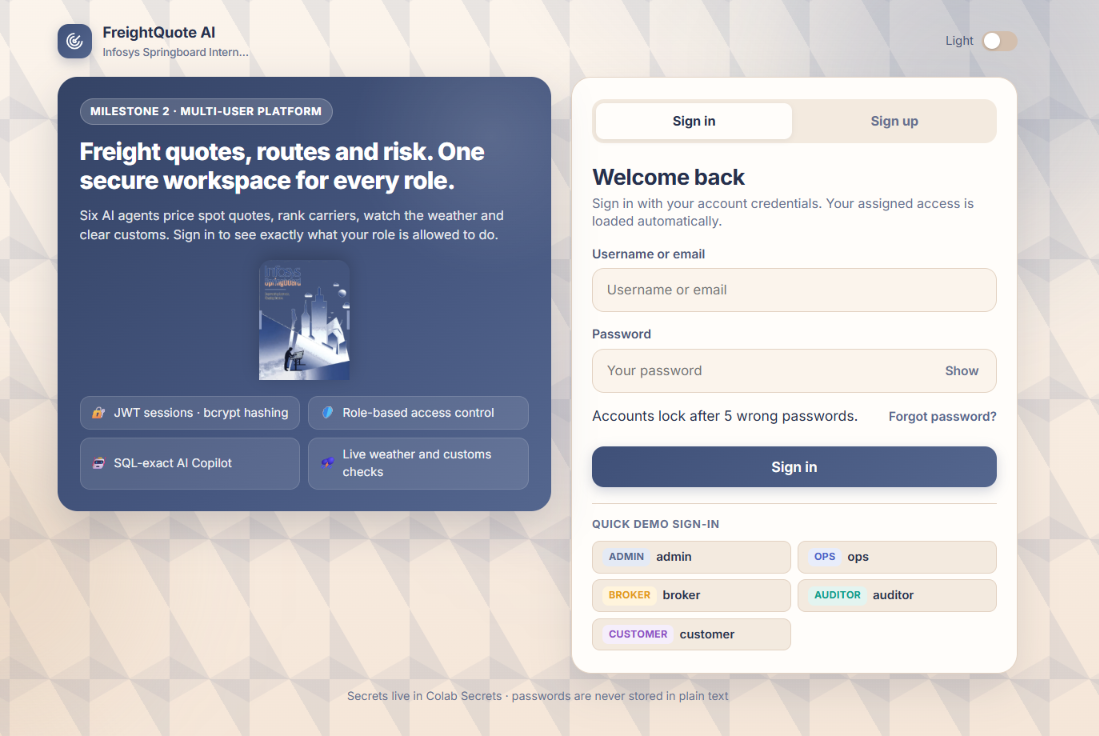 FreightQuote AI
Infosys Springboard Intern...
Light
MILESTONE 2 · MULTI-USER PLATFORM
Freight quotes, routes and risk. One
secure workspace for every role.
Six AI agents price spot quotes, rank carriers, watch the weather and
clear customs. Sign in to see exactly what your role is allowed to do.
JWT sessions · bcrypt hashing
Role-based access control
SQL-exact AI Copilot
Live weather and customs
checks
Sign in
Sign up
Welcome back
Sign in with your account credentials. Your assigned access is
loaded automatically.
Username or email
Username or email
Password
Your password
Show
Accounts lock after 5 wrong passwords.
Forgot password?
Sign in
QUICK DEMO SIGN-IN
ADMIN admin
OPS ops
BROKER broker
AUDITOR auditor
CUSTOMER customer
Secrets live in Colab Secrets · passwords are never stored in plain text